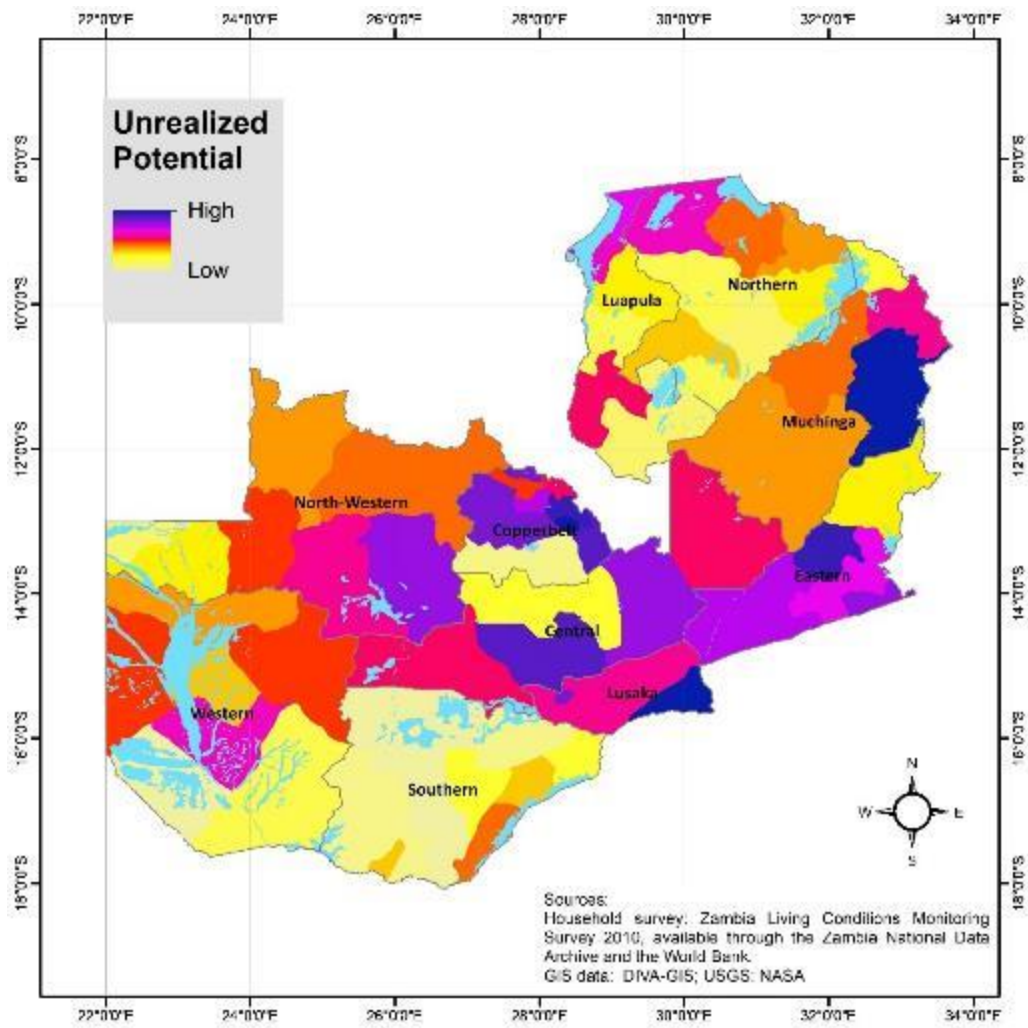 22°0'0"E 24°0'0"E 26°0'0"E 28°0'0"E 30°0'0"E 32°0'0"E 34°0'0"E
Unrealized
Potential
High
Low
8°0'0"S 8°0'0"S
10°0'0"S 10°0'0"S
12°0'0"S 12°0'0"S
14°0'0"S 14°0'0"S
16°0'0"S 16°0'0"S
18°0'0"S 18°0'0"S
Northern
Luapula
Muchinga
North-Western
Copperbelt
Eastern
Central
Lusaka
Western
Southern
N
W E
S
Sources:
Household survey: Zambia Living Conditions Monitoring
Survey 2010, available through the Zambia National Data
Archive and the World Bank.
GIS data: DIVA-GIS; USGS; NASA
22°0'0"E 24°0'0"E 26°0'0"E 28°0'0"E 30°0'0"E 32°0'0"E 34°0'0"E